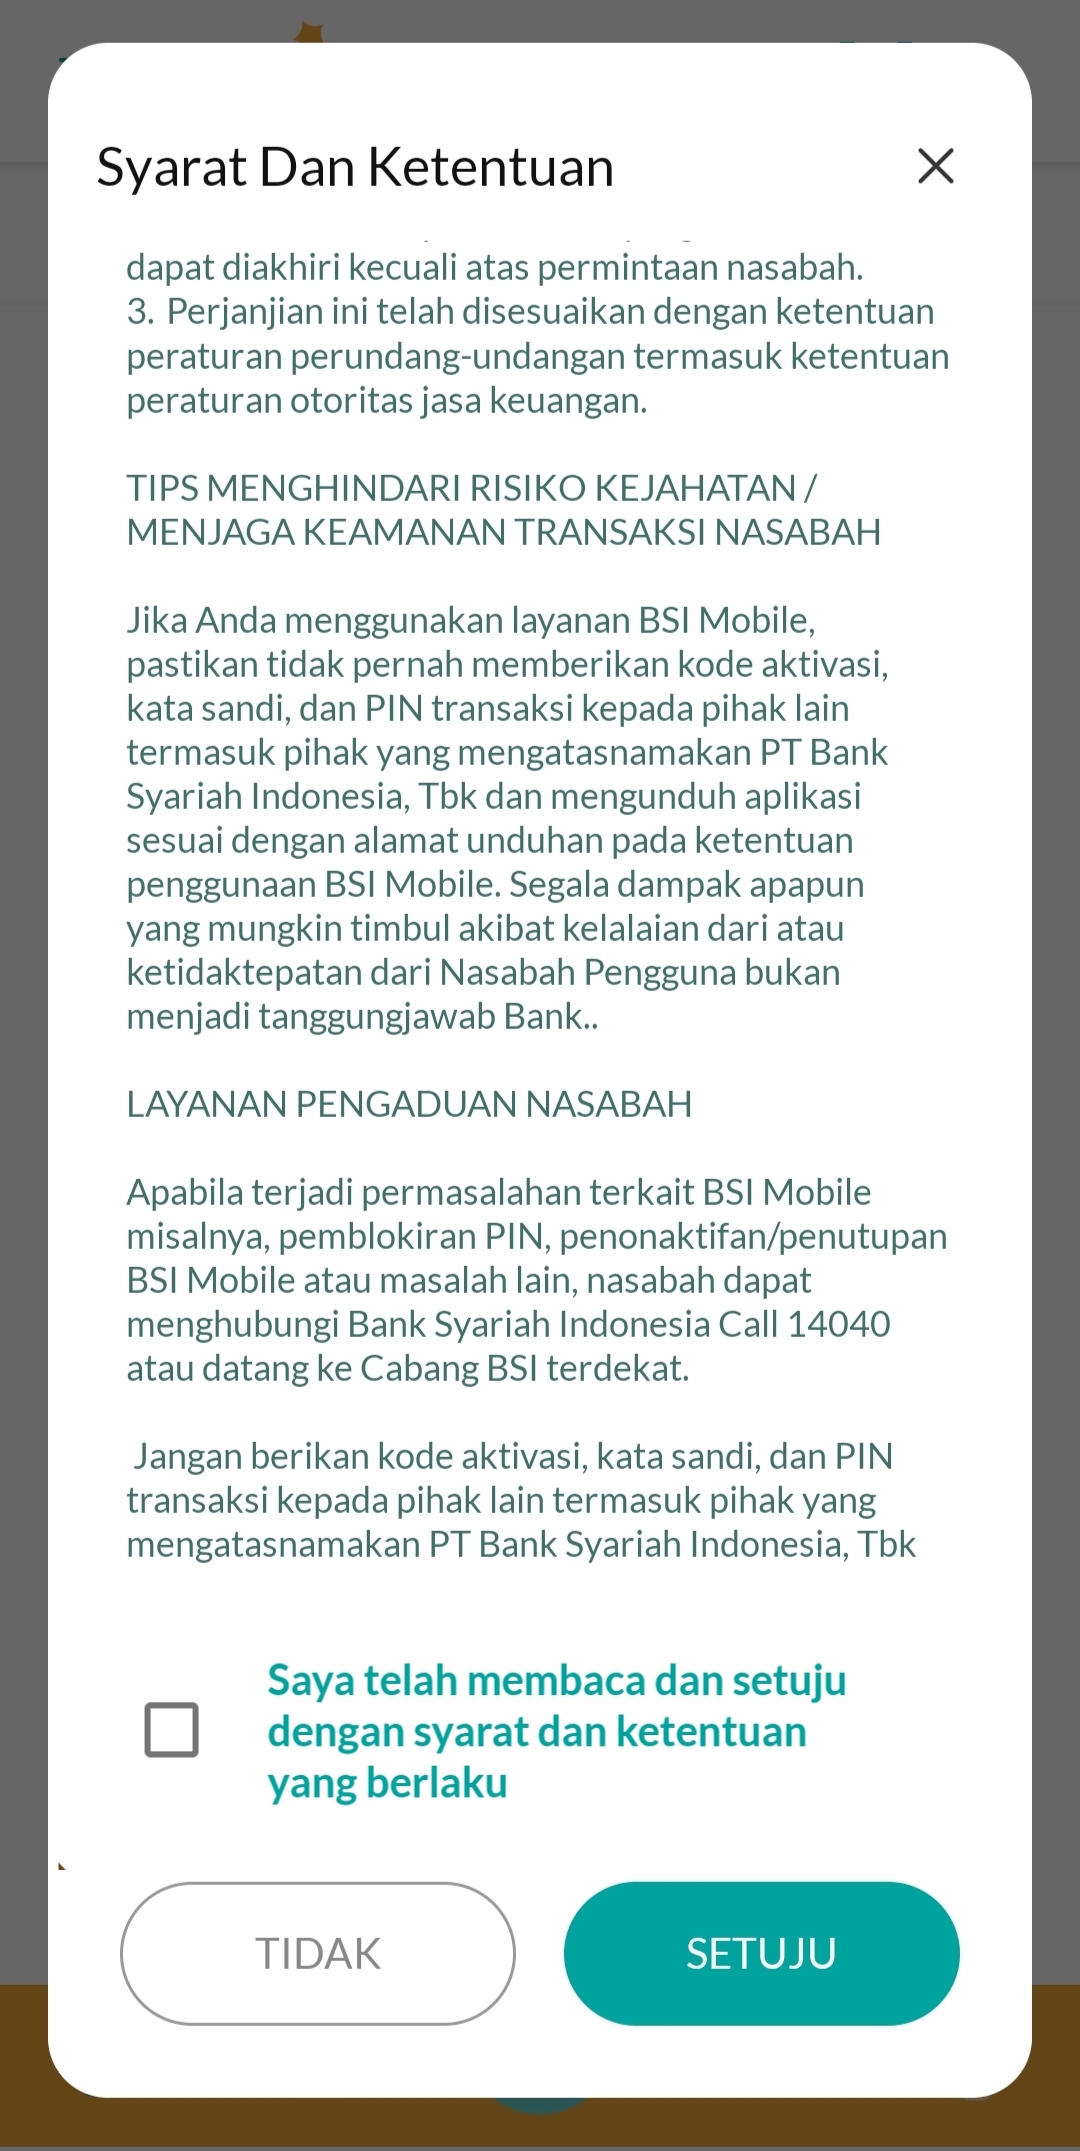 Syarat Dan Ketentuan
dapat diakhiri kecuali atas permintaan nasabah.
3. Perjanjian ini telah disesuaikan dengan ketentuan
peraturan perundang-undangan termasuk ketentuan
peraturan otoritas jasa keuangan.
TIPS MENGHINDARI RISIKO KEJAHATAN /
MENJAGA KEAMANAN TRANSAKSI NASABAH
Jika Anda menggunakan layanan BSI Mobile,
pastikan tidak pernah memberikan kode aktivasi,
kata sandi, dan PIN transaksi kepada pihak lain
termasuk pihak yang mengatasnamakan PT Bank
Syariah Indonesia, Tbk dan mengunduh aplikasi
sesuai dengan alamat unduhan pada ketentuan
penggunaan BSI Mobile. Segala dampak apapun
yang mungkin timbul akibat kelalaian dari atau
ketidaktepatan dari Nasabah Pengguna bukan
menjadi tanggungjawab Bank..
LAYANAN PENGADUAN NASABAH
Apabila terjadi permasalahan terkait BSI Mobile
misalnya, pemblokiran PIN, penonaktifan/penutupan
BSI Mobile atau masalah lain, nasabah dapat
menghubungi Bank Syariah Indonesia Call 14040
atau datang ke Cabang BSI terdekat.
Jangan berikan kode aktivasi, kata sandi, dan PIN
transaksi kepada pihak lain termasuk pihak yang
mengatasnamakan PT Bank Syariah Indonesia, Tbk
Saya telah membaca dan setuju
dengan syarat dan ketentuan
yang berlaku
TIDAK
SETUJU